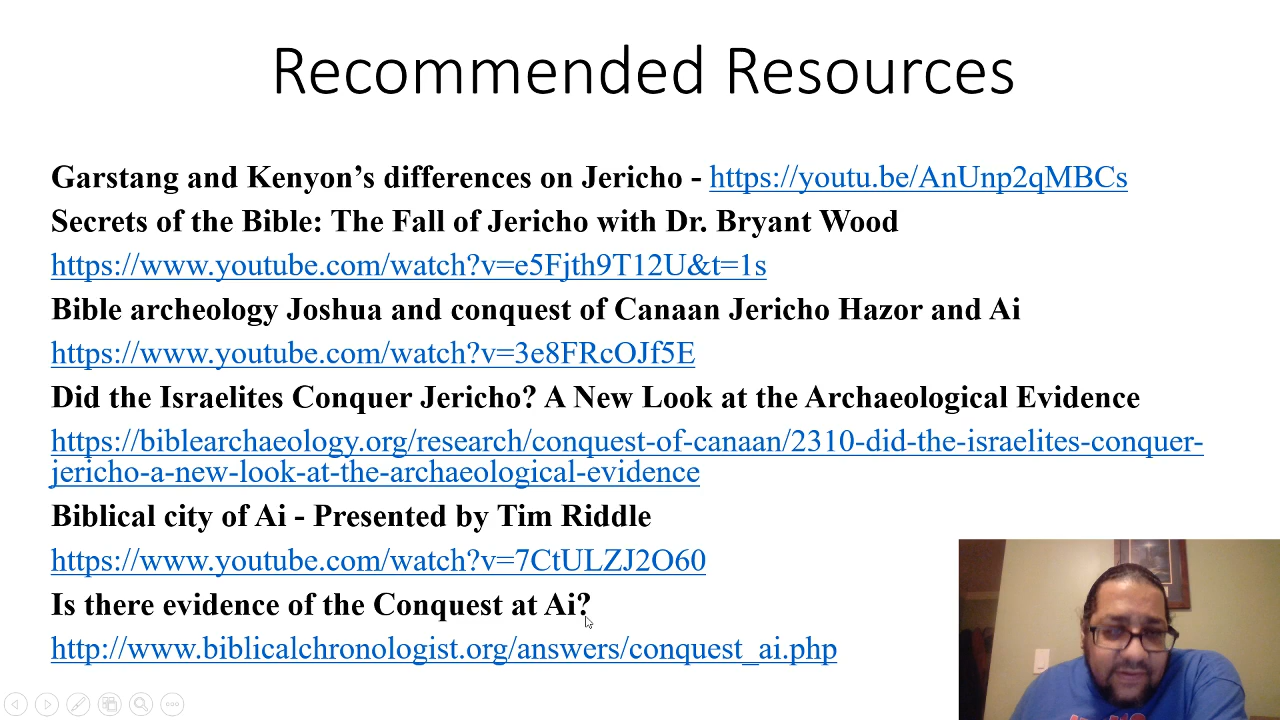 Recommended Resources
Garstang and Kenyon's differences on Jericho - https://youtu.be/AnUnp2qMBCs
Secrets of the Bible: The Fall of Jericho with Dr. Bryant Wood
https://www.youtube.com/watch?v=e5Fjth9T12U&t=1s
Bible archeology Joshua and conquest of Canaan Jericho Hazor and Ai
https://www.youtube.com/watch?v=3e8FRcOJf5E
Did the Israelites Conquer Jericho? A New Look at the Archaeological Evidence
https://biblearchaeology.org/research/conquest-of-canaan/2310-did-the-israelites-conquer-
jericho-a-new-look-at-the-archaeological-evidence
Biblical city of Ai - Presented by Tim Riddle
https://www.youtube.com/watch?v=7CtULZJ2O60
Is there evidence of the Conquest at Ai?
http://www.biblicalchronologist.org/answers/conquest_ai.php